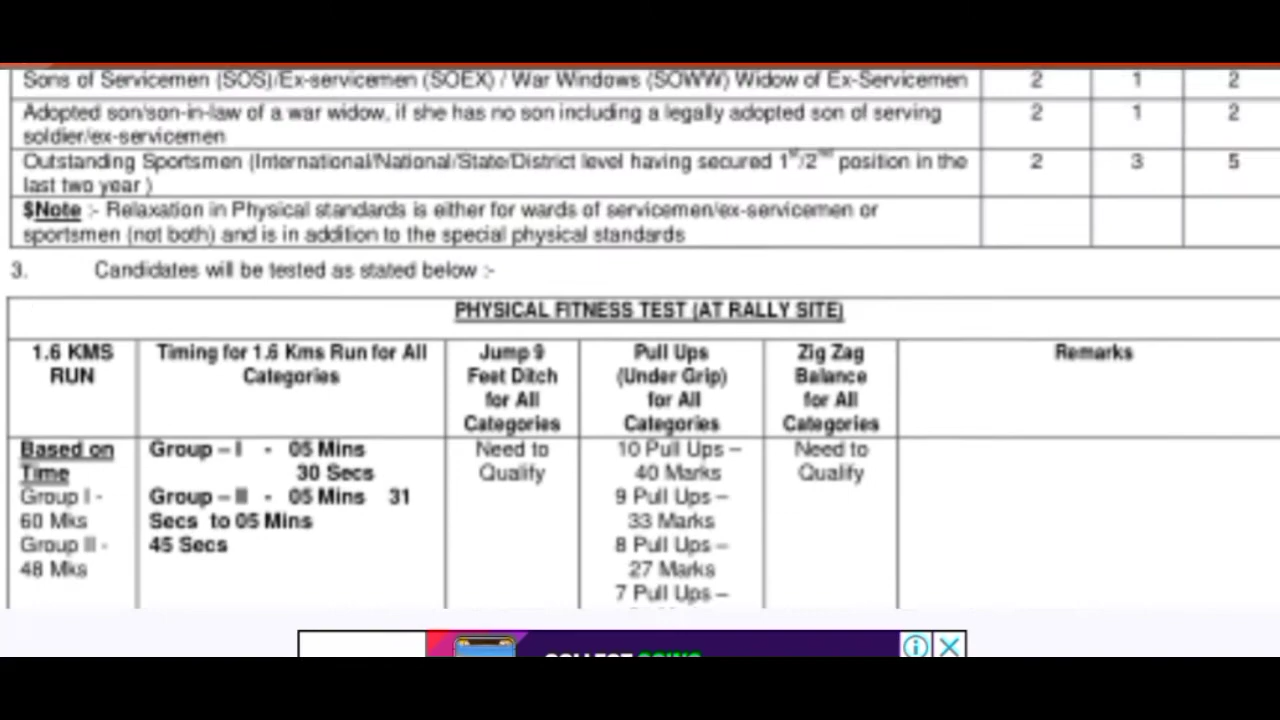 Sons of Servicemen (SOS)/Ex-servicemen (SOEX) / War Windows (SOWW) Widow of Ex-Servicemen 2 1 2
Adopted son/son-in-law of a war widow, if she has no son including a legally adopted son of serving
soldier/ex-servicemen 2 1 2
Outstanding Sportsmen (International/National/State/District level having secured 1st/2nd position in the
last two year ) 2 3 5
$Note :- Relaxation in Physical standards is either for wards of servicemen/ex-servicemen or
sportsmen (not both) and is in addition to the special physical standards
3. Candidates will be tested as stated below :-
PHYSICAL FITNESS TEST (AT RALLY SITE)
1.6 KMS
RUN
Timing for 1.6 Kms Run for All
Categories
Jump 9
Feet Ditch
for All
Categories
Pull Ups
(Under Grip)
for All
Categories
Zig Zag
Balance
for All
Categories
Remarks
Based on
Time
Group I -
60 Mks
Group II -
48 Mks
Group – I - 05 Mins
30 Secs
Group – II - 05 Mins 31
Secs to 05 Mins
45 Secs
Need to
Qualify
10 Pull Ups –
40 Marks
9 Pull Ups –
33 Marks
8 Pull Ups –
27 Marks
7 Pull Ups –
Need to
Qualify
COLLECT COINS